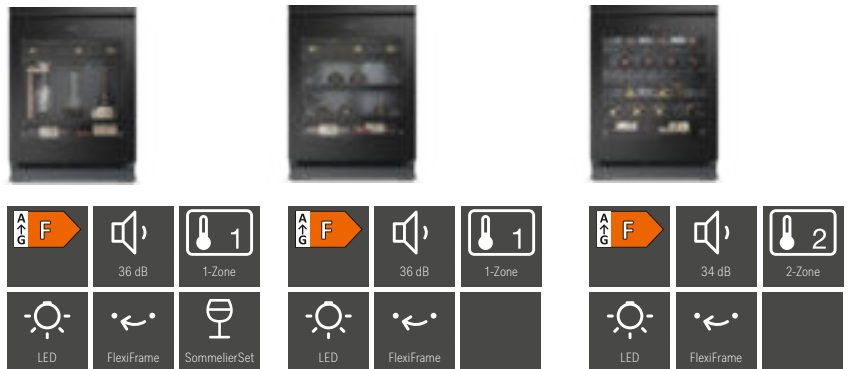 A
G
F
1
36 dB
1-Zone
A
G
F
1
36 dB
1-Zone
A
G
F
2
34 dB
2-Zone
LED
FlexiFrame
SommelierSet
LED
FlexiFrame
LED
FlexiFrame